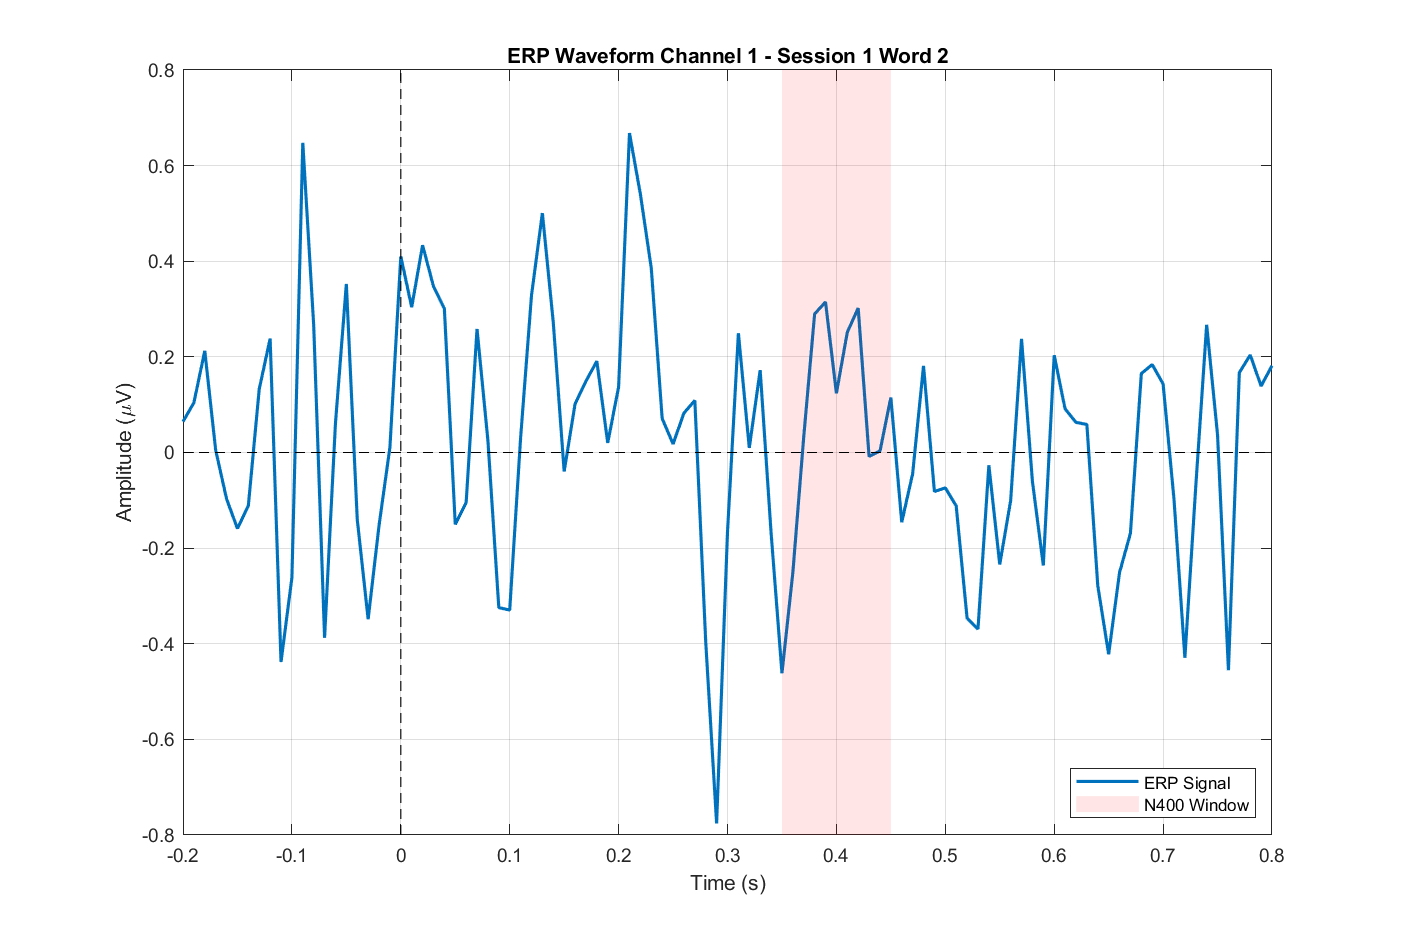 ERP Waveform Channel 1 - Session 1 Word 2
0.8
0.6
0.4
0.2
0
-0.2
-0.4
-0.6
-0.8
Amplitude (μV)
ERP Signal
N400 Window
-0.2 -0.1 0 0.1 0.2 0.3 0.4 0.5 0.6 0.7 0.8
Time (s)